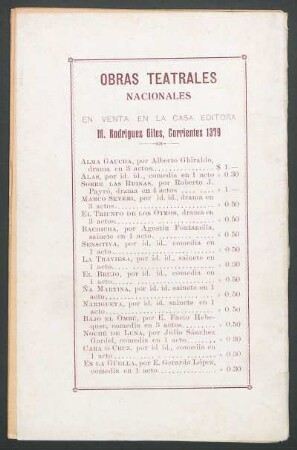 OBRAS TEATRALES
NACIONALES
EN VENTA EN LA CASA EDITORA
M. Rodrigues Giles, Corrientes 1379
ALMA GAUCHA, por Alberto Ghiraldo,
drama en 3 actos $ 1 —
ALAS, por id. id., comedia en 1 acto » 0.30
SOBRE LAS RUINAS, por Roberto J.
Payró, drama en 4 actos » 1 —
MARCO SEVERI, por id. id., drama en
3 actos » 0.50
EL TRIUNFO DE LOS OTROS, drama en
3 actos » 0.50
BACHICHA, por Agustín Fontanella,
sainete en 1 acto » 0.50
SENSITIVA, por id. id., comedia en
1 acto » 0.50
LA TRAVIESA, por id. id., sainete en
1 acto » 0.50
EL BRUJO, por id. id., comedia en
1 acto » 0.50
ÑA MARTINA, por id. id. sainete en 1
acto » 0.50
NARIGUETA, por id. id. sainete en 1
acto » 0.50
BAJO EL OMBÚ, por E. Facio Hebe-
quer, comedia en 3 actos » 0.50
NOCHE DE LUNA, por Julio Sánchez
Gardel, comedia en 1 acto » 0.30
CARA Ó CRUZ, por id. id., comedia en
1 acto » 0.30
EN LA GÜELLA, por E. Gerardo López,
comedia en 1 acto » 0.30